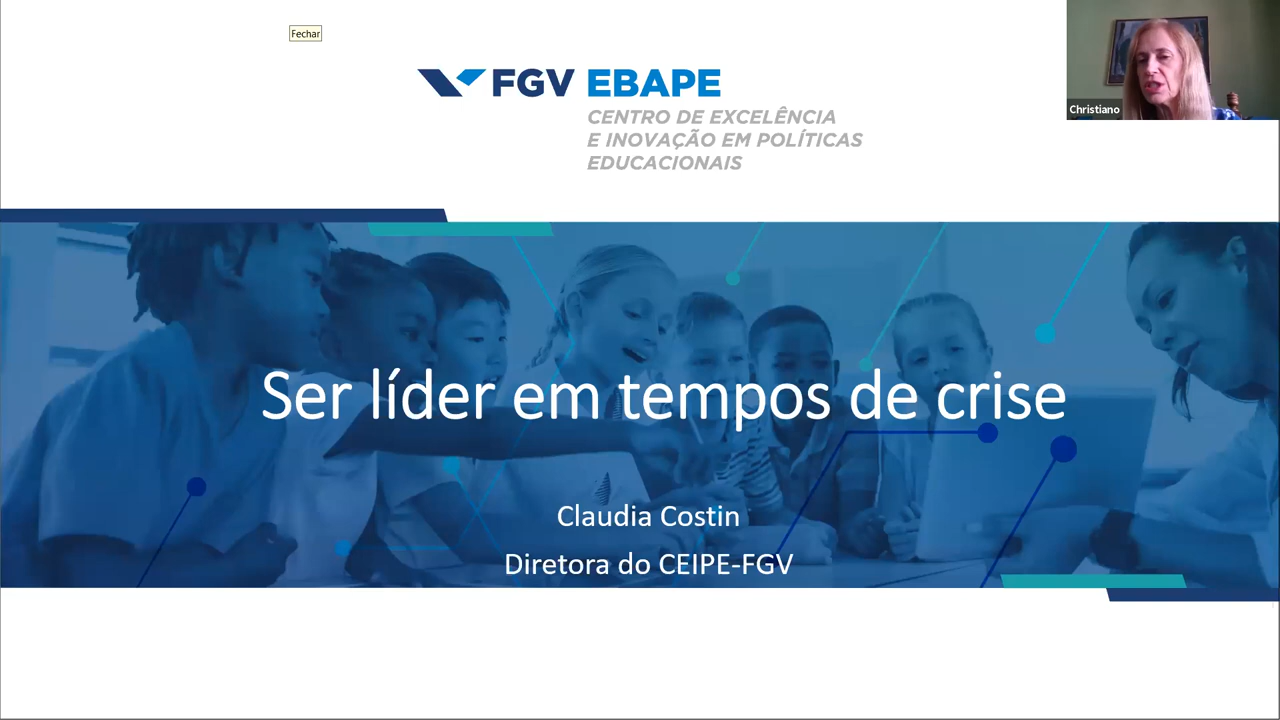 Fechar
FGV EBAPE
CENTRO DE EXCELÊNCIA
E INOVAÇÃO EM POLÍTICAS
EDUCACIONAIS
Christiano
Ser líder em tempos de crise
Claudia Costin
Diretora do CEIPE-FGV